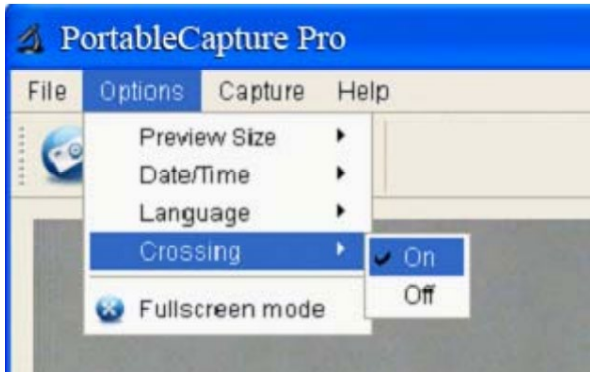 PortableCapture Pro
File Options Capture Help
Preview Size
Date/Time
Language
Crossing
On
Off
Fullscreen mode